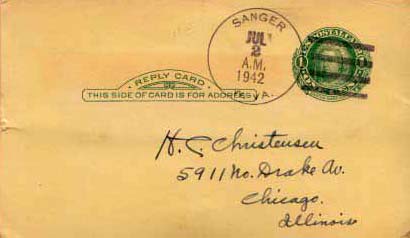 SANGER
JUL
2
A.M.
1942
W. VA.
REPLY CARD
THIS SIDE OF CARD IS FOR ADDRESS
H. C. Christensen
5911 No. Drake Av.
Chicago.
Illinois